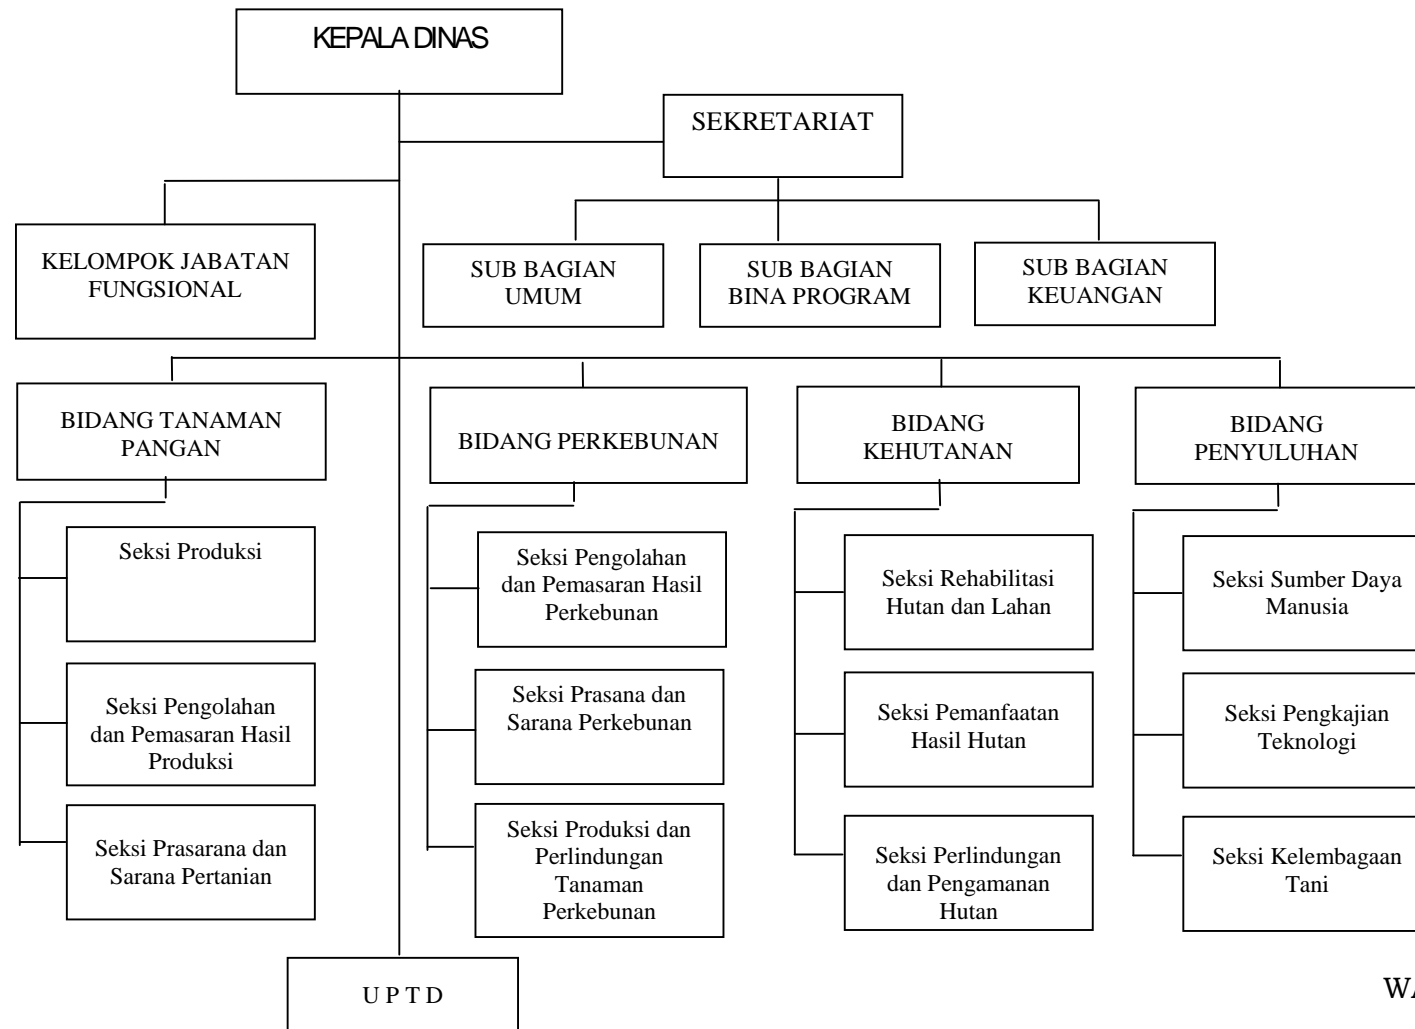 KEPALA DINAS
SEKRETARIAT
KELOMPOK JABATAN
FUNGSIONAL
SUB BAGIAN
UMUM
SUB BAGIAN
BINA PROGRAM
SUB BAGIAN
KEUANGAN
BIDANG TANAMAN
PANGAN
BIDANG PERKEBUNAN
BIDANG
KEHUTANAN
BIDANG
PENYULUHAN
Seksi Produksi
Seksi Pengolahan
dan Pemasaran Hasil
Produksi
Seksi Prasarana dan
Sarana Pertanian
Seksi Pengolahan
dan Pemasaran Hasil
Perkebunan
Seksi Prasana dan
Sarana Perkebunan
Seksi Produksi dan
Perlindungan
Tanaman
Perkebunan
Seksi Rehabilitasi
Hutan dan Lahan
Seksi Pemanfaatan
Hasil Hutan
Seksi Perlindungan
dan Pengamanan
Hutan
Seksi Sumber Daya
Manusia
Seksi Pengkajian
Teknologi
Seksi Kelembagaan
Tani
U P T D